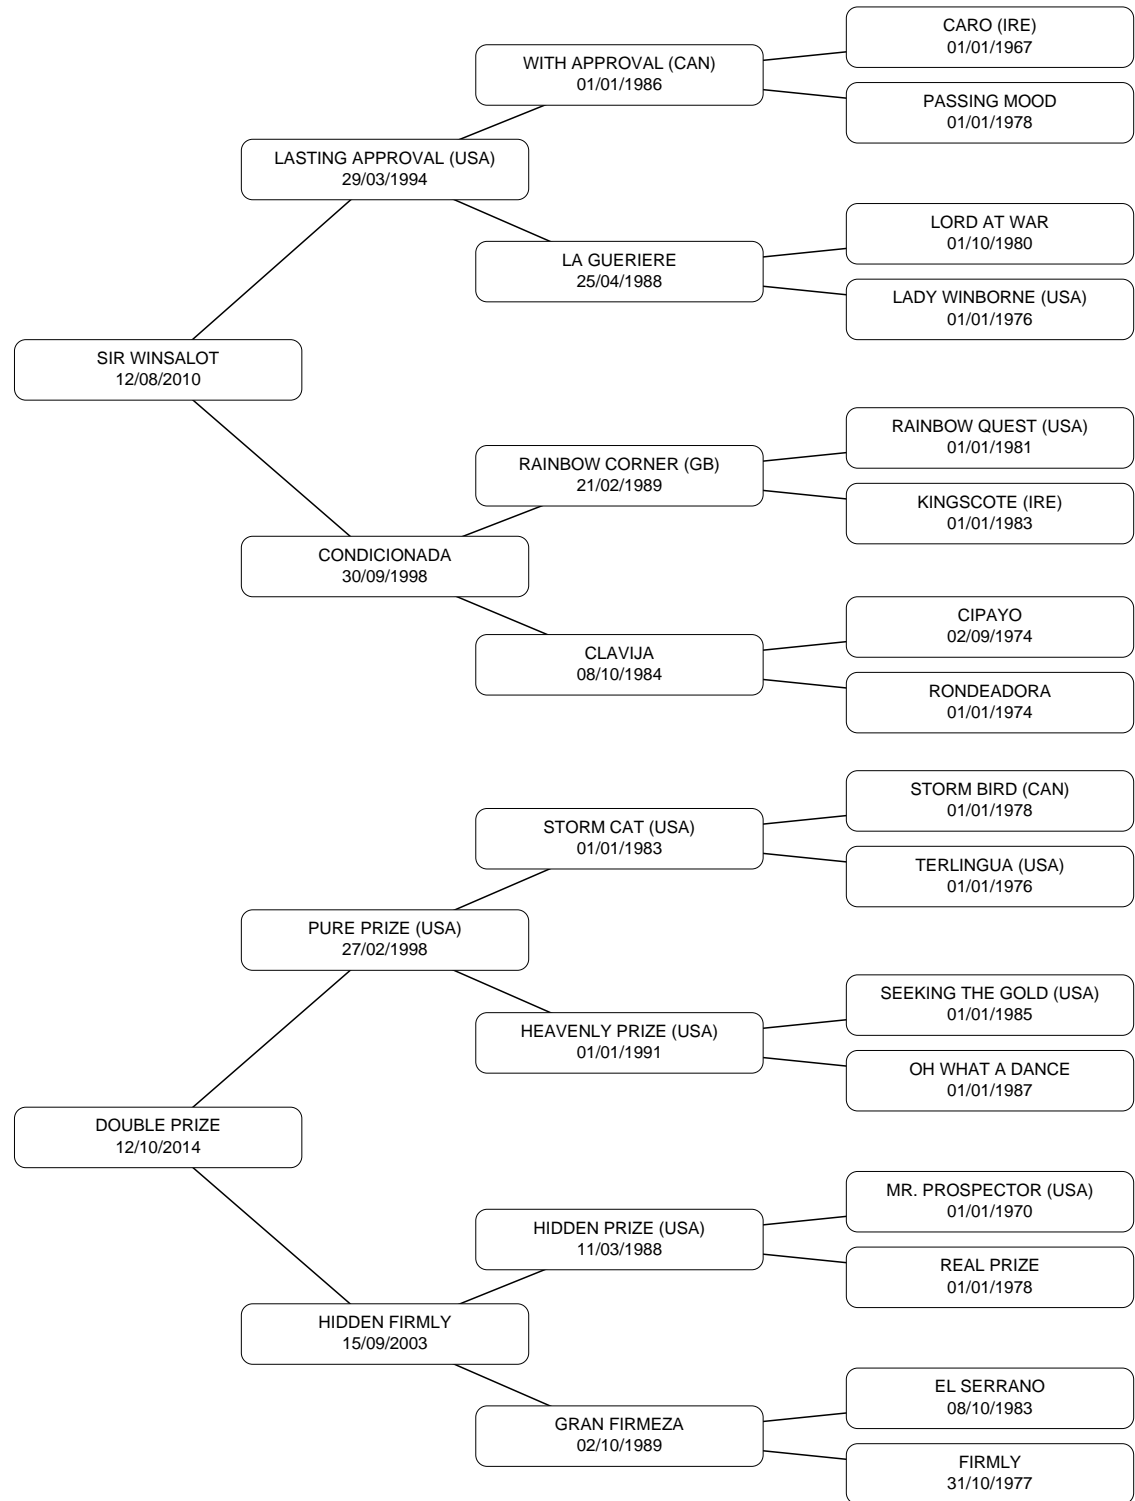 CARO (IRE)
01/01/1967
WITH APPROVAL (CAN)
01/01/1986
PASSING MOOD
01/01/1978
LASTING APPROVAL (USA)
29/03/1994
LORD AT WAR
01/10/1980
LA GUERIERE
25/04/1988
LADY WINBORNE (USA)
01/01/1976
SIR WINSALOT
12/08/2010
RAINBOW QUEST (USA)
01/01/1981
RAINBOW CORNER (GB)
21/02/1989
KINGSCOTE (IRE)
01/01/1983
CONDICIONADA
30/09/1998
CIPAYO
02/09/1974
CLAVIJA
08/10/1984
RONDEADORA
01/01/1974
STORM BIRD (CAN)
01/01/1978
STORM CAT (USA)
01/01/1983
TERLINGUA (USA)
01/01/1976
PURE PRIZE (USA)
27/02/1998
SEEKING THE GOLD (USA)
01/01/1985
HEAVENLY PRIZE (USA)
01/01/1991
OH WHAT A DANCE
01/01/1987
DOUBLE PRIZE
12/10/2014
MR. PROSPECTOR (USA)
01/01/1970
HIDDEN PRIZE (USA)
11/03/1988
REAL PRIZE
01/01/1978
HIDDEN FIRMLY
15/09/2003
EL SERRANO
08/10/1983
GRAN FIRMEZA
02/10/1989
FIRMLY
31/10/1977